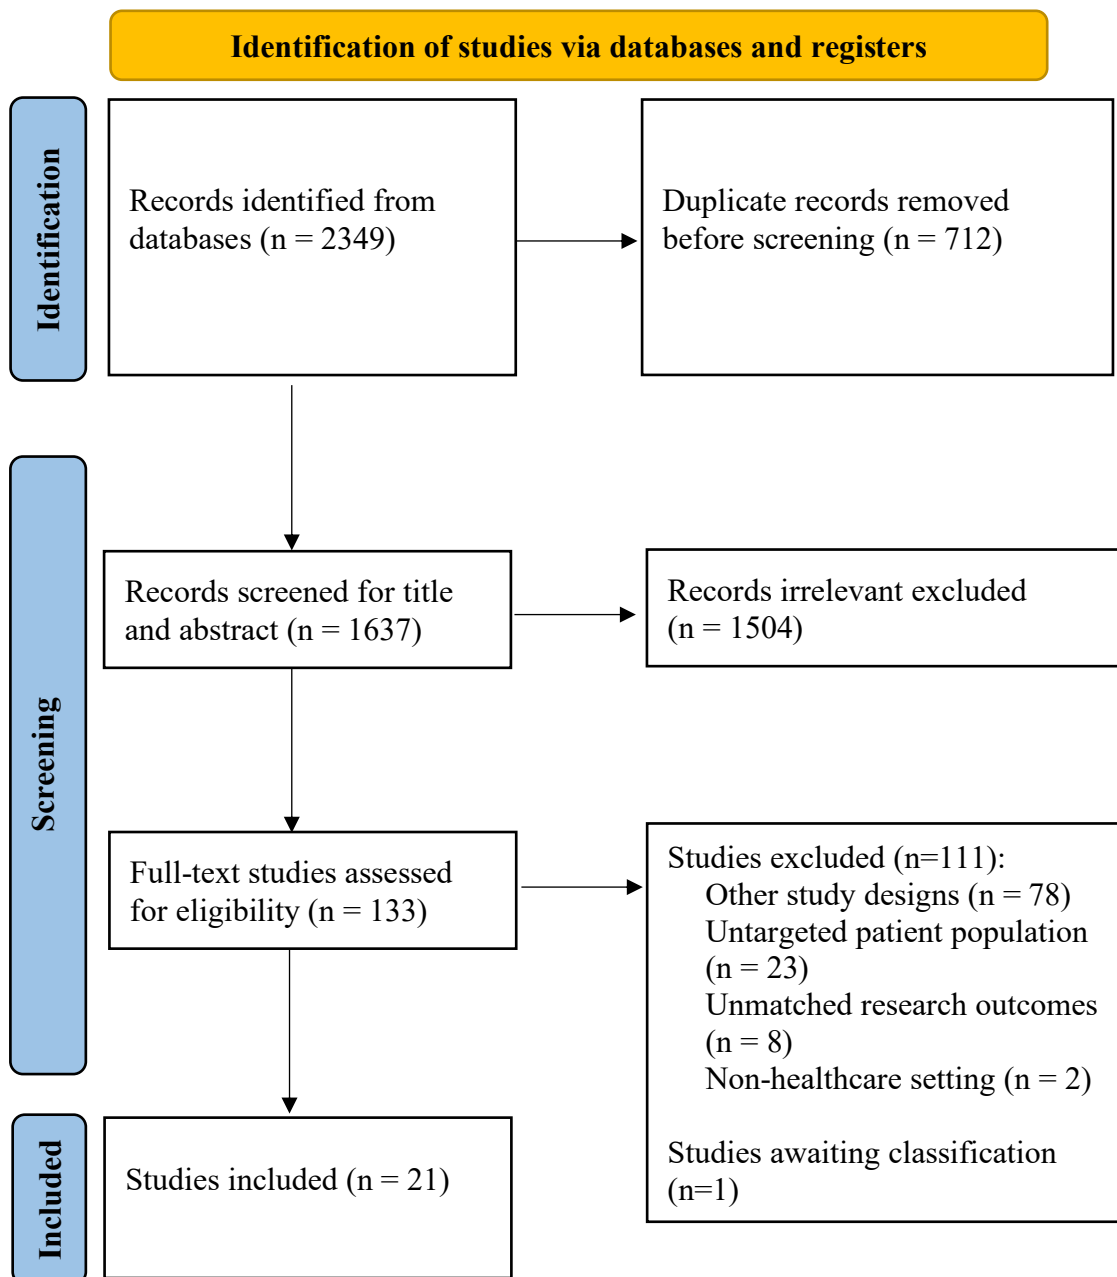 Identification of studies via databases and registers
Identification
Records identified from
databases (n = 2349)
Duplicate records removed
before screening (n = 712)
Screening
Records screened for title
and abstract (n = 1637)
Records irrelevant excluded
(n = 1504)
Full-text studies assessed
for eligibility (n = 133)
Studies excluded (n=111):
Other study designs (n = 78)
Untargeted patient population
(n = 23)
Unmatched research outcomes
(n = 8)
Non-healthcare setting (n = 2)
Studies awaiting classification
(n=1)
Included
Studies included (n = 21)